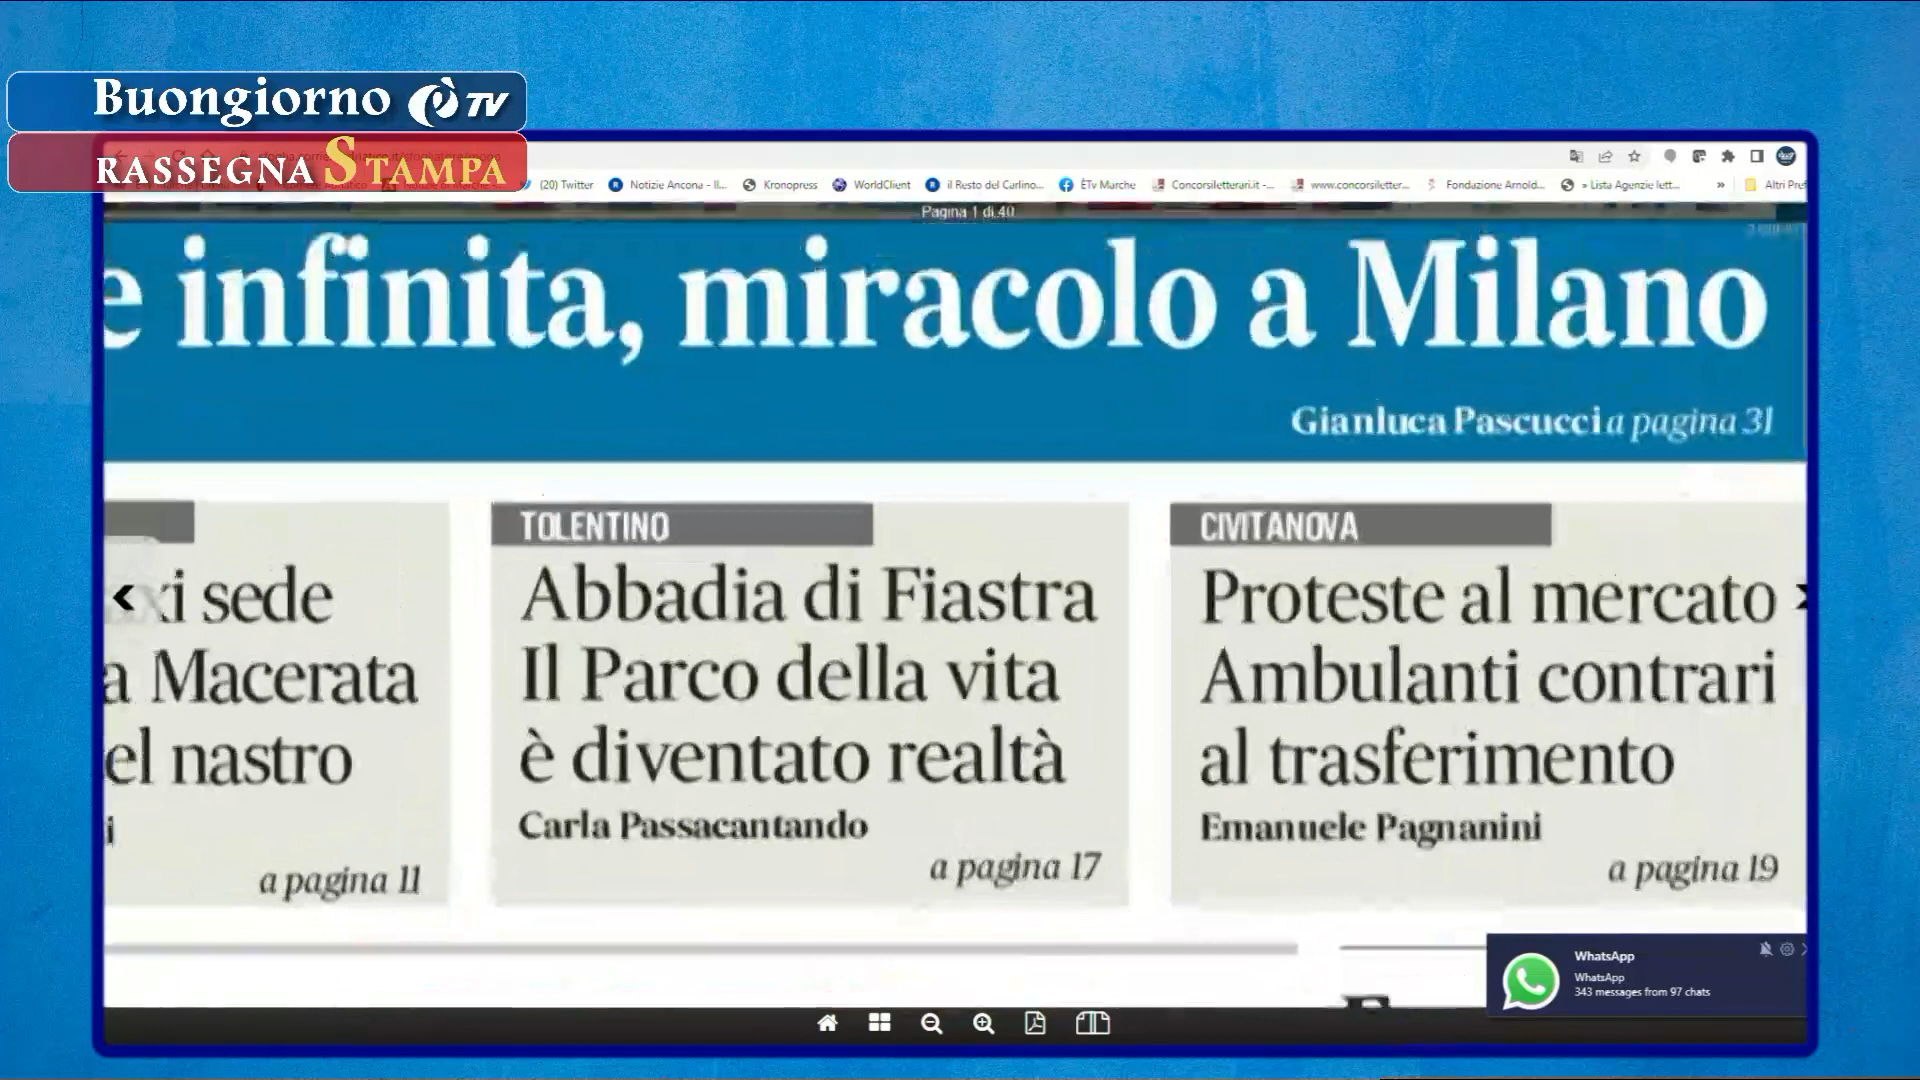 Buongiorno èTV
RASSEGNA STAMPA
(20) Twitter
Notizie Ancona - Il...
Kronopress
WorldClient
il Resto del Carlino...
ÈTv Marche
Concorsiletterari.it -...
www.concorsiletter...
Fondazione Arnold...
» Lista Agenzie lett...
»
Altri Pref
Pagina 1 di 40
e infinita, miracolo a Milano
Gianluca Pascucci a pagina 31
xi sede
a Macerata
el nastro
i
a pagina 11
TOLENTINO
Abbadia di Fiastra
Il Parco della vita
è diventato realtà
Carla Passacantando
a pagina 17
CIVITANOVA
Proteste al mercato
Ambulanti contrari
al trasferimento
Emanuele Pagnanini
a pagina 19
WhatsApp
WhatsApp
343 messages from 97 chats